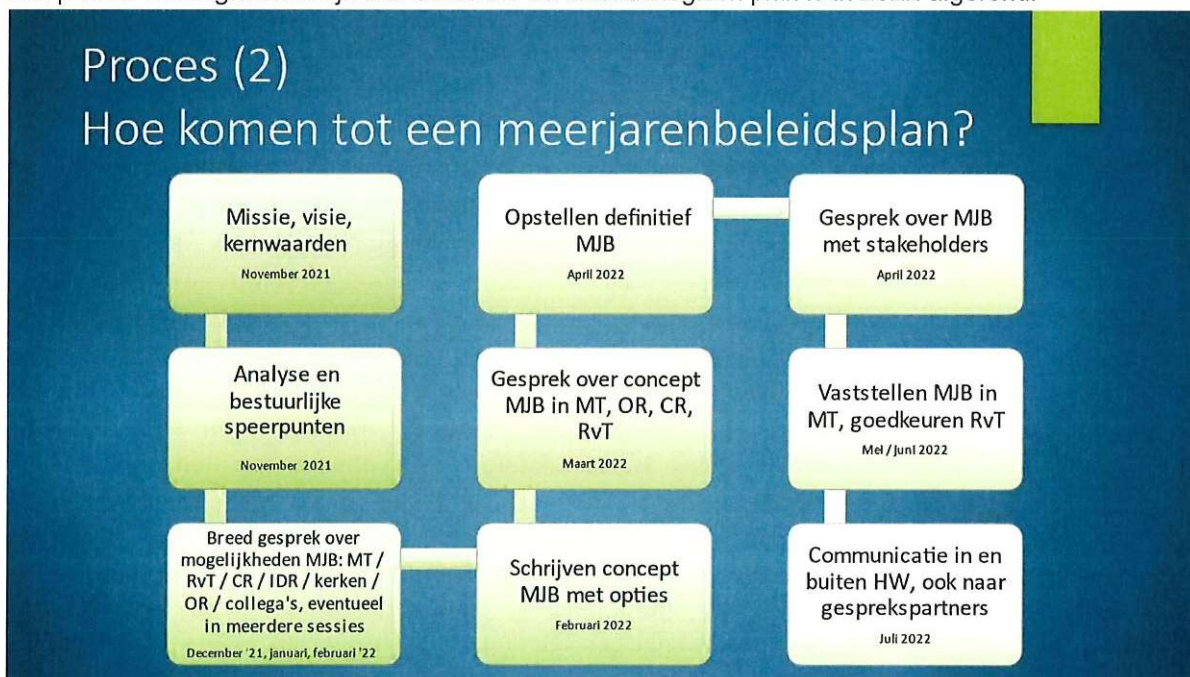 Proces (2)
Hoe komen tot een meerjarenbeleidsplan?
Missie, visie,
kernwaarden
November 2021
Analyse en
bestuurlijke
speerpunten
November 2021
Breed gesprek over
mogelijkheden MJB: MT /
RvT / CR / IDR / kerken /
OR / collega's, eventueel
in meerdere sessies
December '21, januari, februari '22
Schrijven concept
MJB met opties
Februari 2022
Gesprek over concept
MJB in MT, OR, CR,
RvT
Maart 2022
Opstellen definitief
MJB
April 2022
Gesprek over MJB
met stakeholders
April 2022
Vaststellen MJB in
MT, goedkeuren RvT
Mei / juni 2022
Communicatie in en
buiten HW, ook naar
gesprekspartners
Juli 2022